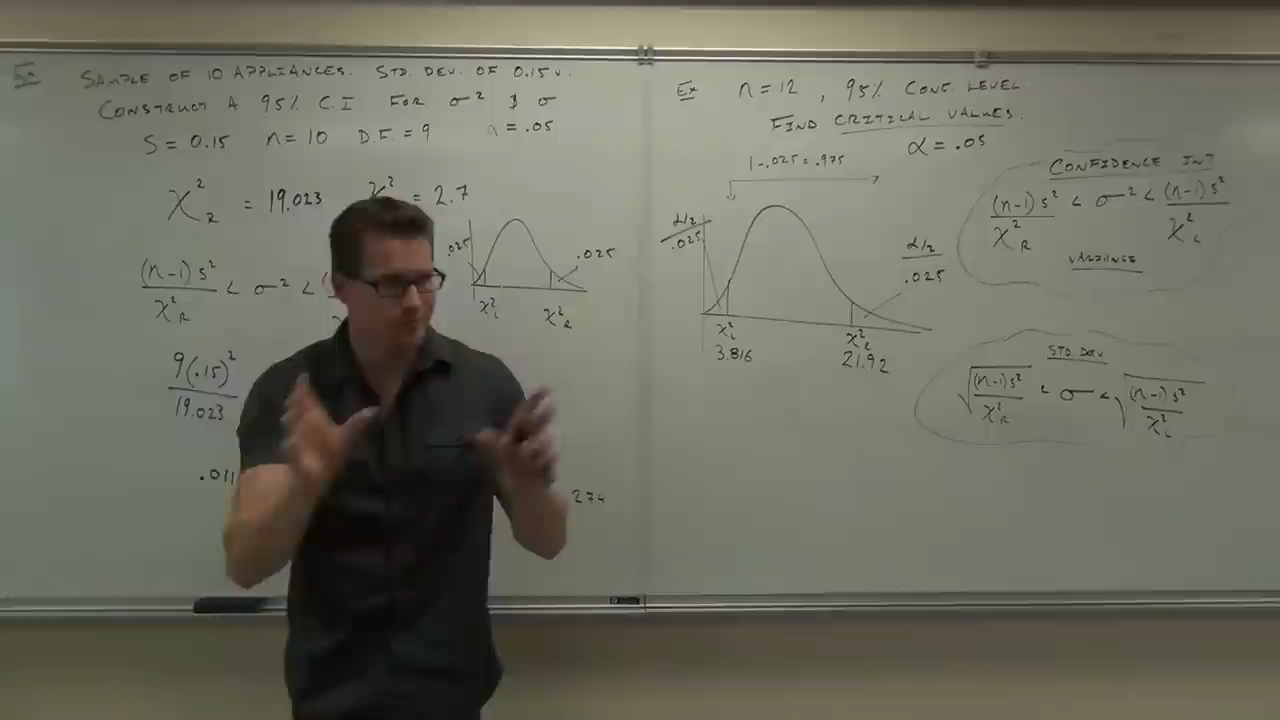 Ex SAMPLE OF 10 APPLIANCES. STD. DEV. OF 0.15 V.
CONSTRUCT A 95% C.I FOR σ² & σ
S = 0.15 n = 10 D.F. = 9 α = .05
χ²R = 19.023 χ² = 2.7
.025 .025
χ²L χ²R
(n-1)s²/χ²R < σ² <
9(.15)²/19.023
.011
274
Ex n = 12, 95% CONF. LEVEL
FIND CRITICAL VALUES.
α = .05
1-.025 = .975
α/2 .025
α/2 .025
χ²L χ²R
3.816 21.92
CONFIDENCE INT
(n-1)s²/χ²R < σ² < (n-1)s²/χ²L
VARIANCE
STD. DEV
√(n-1)s²/χ²R < σ < √(n-1)s²/χ²L